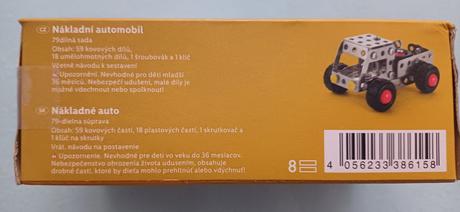 CZ Nákladní automobil
79dílná sada
Obsah: 59 kovových dílů,
18 umělohmotných dílů, 1 šroubovák a 1 klíč
Včetně návodu k sestavení
Upozornění. Nevhodné pro děti mladší
36 měsíců. Nebezpečí udušení, malé díly je
možné vdechnout nebo spolknout!
SK Nákladné auto
79-dielna súprava
Obsah: 59 kovových častí, 18 plastových častí, 1 skrutkovač a
1 kľúč na skrutky
Vrát. návodu na postavenie
Upozornenie. Nevhodné pre deti vo veku do 36 mesiacov.
Nebezpečenstvo ohrozenia života udusením, obsahuje
drobné častí, ktoré by dieťa mohlo prehltnúť alebo vdýchnuť!
8
4 056233 386158